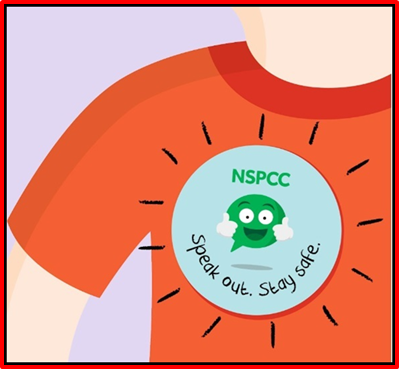 NSPCC
Speak out. Stay safe.